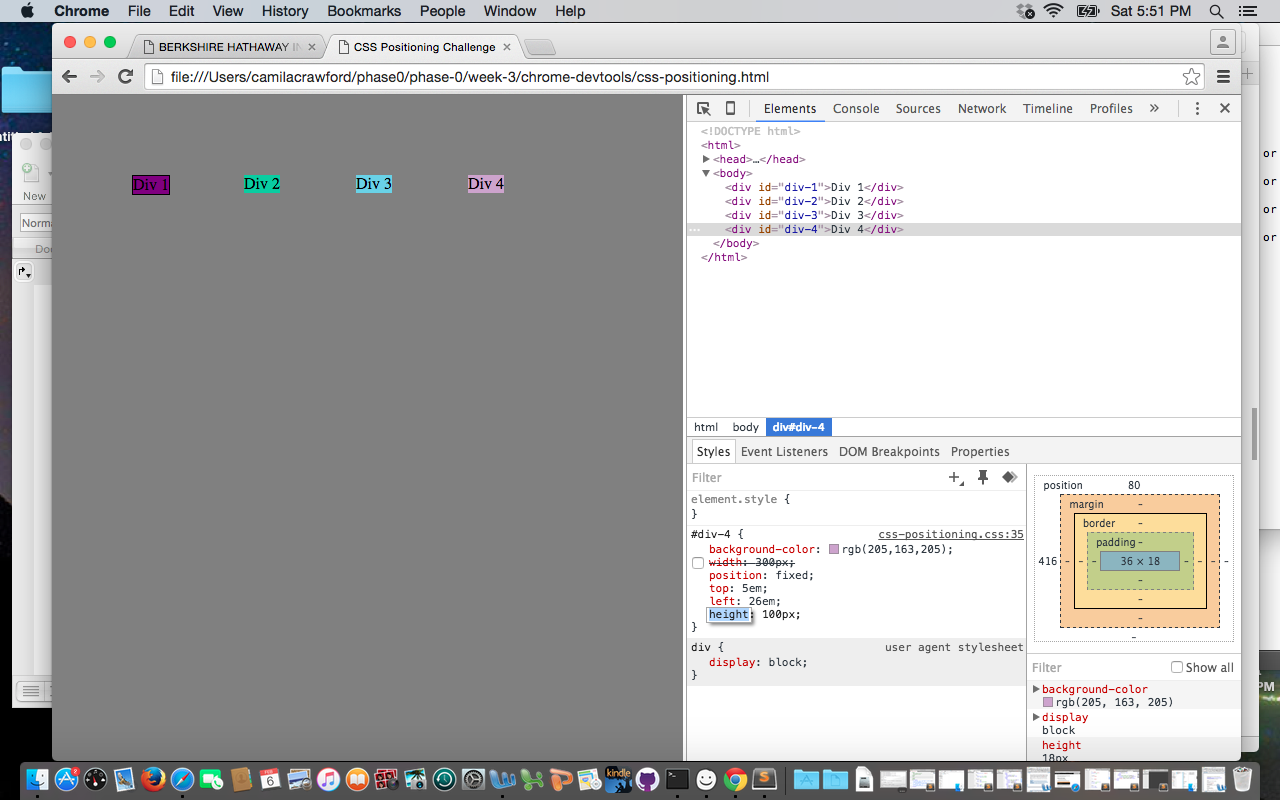 Chrome File Edit View History Bookmarks People Window Help Sat 5:51 PM
BERKSHIRE HATHAWAY IN
CSS Positioning Challenge
file:///Users/camilacrawford/phase0/phase-0/week-3/chrome-devtools/css-positioning.html
Elements Console Sources Network Timeline Profiles »
Div 1 Div 2 Div 3 Div 4
<!DOCTYPE html>
<html>
<head>…</head>
<body>
<div id="div-1">Div 1</div>
<div id="div-2">Div 2</div>
<div id="div-3">Div 3</div>
<div id="div-4">Div 4</div>
</body>
</html>
html body div#div-4
Styles Event Listeners DOM Breakpoints Properties
Filter
element.style {
}
#div-4 { css-positioning.css:35
background-color: rgb(205,163,205);
width: 300px;
position: fixed;
top: 5em;
left: 26em;
height: 100px;
}
div { user agent stylesheet
display: block;
}
position 80
margin -
border -
padding -
416 - - - 36 × 18 - - -
-
-
-
-
Filter Show all
background-color
rgb(205, 163, 205)
display
block
height
18px
New
Norma
Doc
or
or
or
or
PM
FEB
6
2
kindle